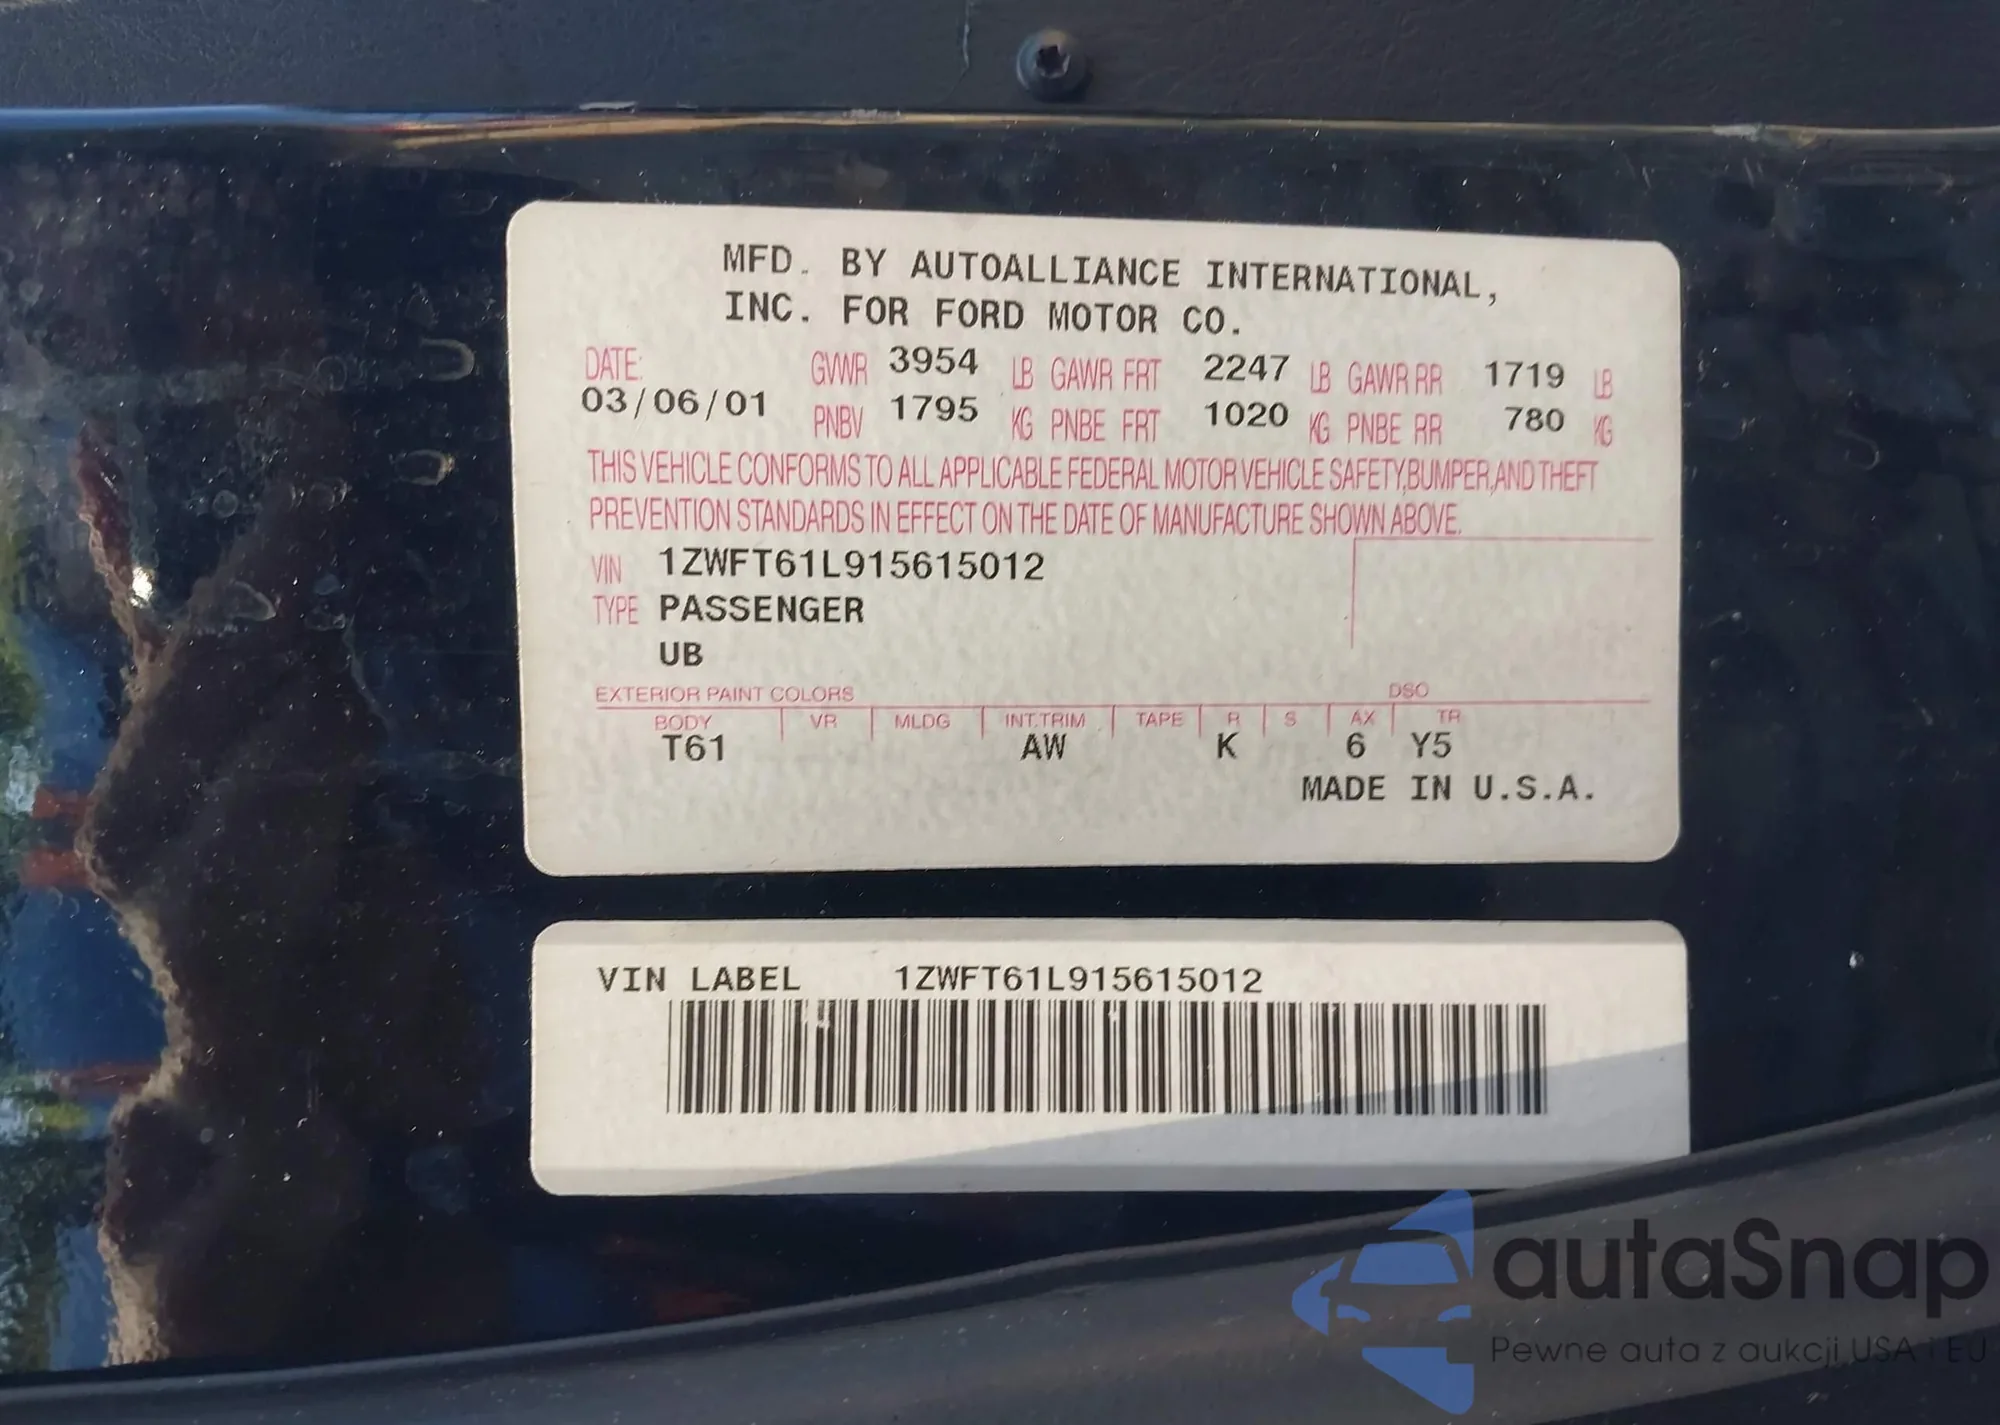 MFD. BY AUTOALLIANCE INTERNATIONAL,
INC. FOR FORD MOTOR CO.
DATE: GVWR 3954 LB GAWR FRT 2247 LB GAWR RR 1719 LB
03/06/01 PNBV 1795 KG PNBE FRT 1020 KG PNBE RR 780 KG
THIS VEHICLE CONFORMS TO ALL APPLICABLE FEDERAL MOTOR VEHICLE SAFETY, BUMPER, AND THEFT
PREVENTION STANDARDS IN EFFECT ON THE DATE OF MANUFACTURE SHOWN ABOVE.
VIN 1ZWFT61L915615012
TYPE PASSENGER
UB
EXTERIOR PAINT COLORS DSO
BODY VR MLDG INT.TRIM TAPE R S AX TR
T61 AW K 6 Y5
MADE IN U.S.A.
VIN LABEL 1ZWFT61L915615012
autaSnap
Pewne auta z aukcji USA i EU